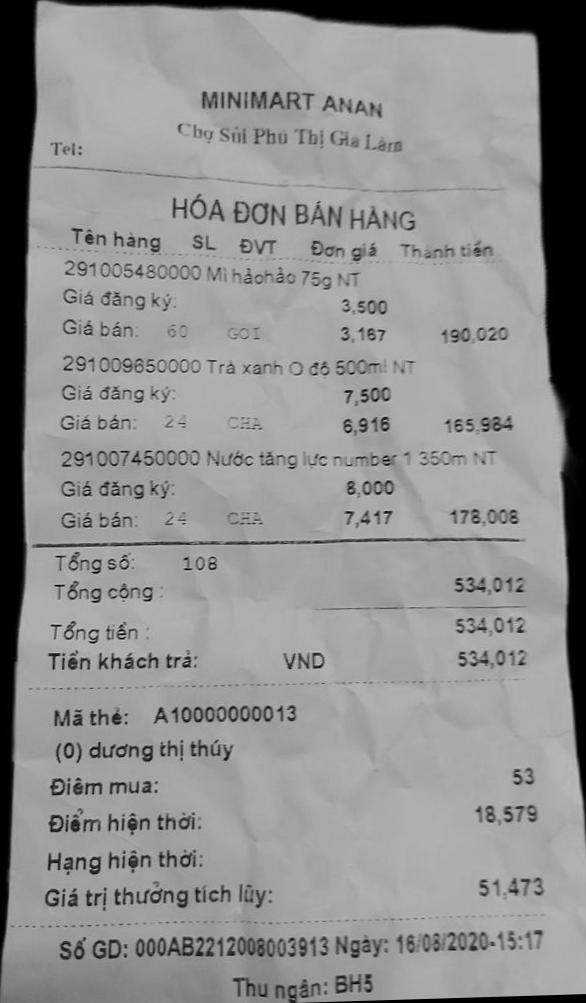 MINIMART ANAN
Chợ Sủi Phú Thị Gia Lâm
Tel:
HÓA ĐƠN BÁN HÀNG
Tên hàng SL ĐVT Đơn giá Thành tiền
291005480000 Mì hảohảo 75g NT
Giá đăng ký: 3,500
Giá bán: 60 GOI 3,167 190,020
291009650000 Trà xanh O độ 500ml NT
Giá đăng ký: 7,500
Giá bán: 24 CHA 6,916 165,984
291007450000 Nước tăng lực number 1 350m NT
Giá đăng ký: 8,000
Giá bán: 24 CHA 7,417 178,008
Tổng số: 108
Tổng cộng : 534,012
Tổng tiền : 534,012
Tiền khách trả: VND 534,012
Mã thẻ: A10000000013
(0) dương thị thúy
Điểm mua: 53
Điểm hiện thời: 18,579
Hạng hiện thời:
Giá trị thưởng tích lũy: 51,473
Số GD: 000AB2212008003913 Ngày: 16/08/2020-15:17
Thu ngân: BH5